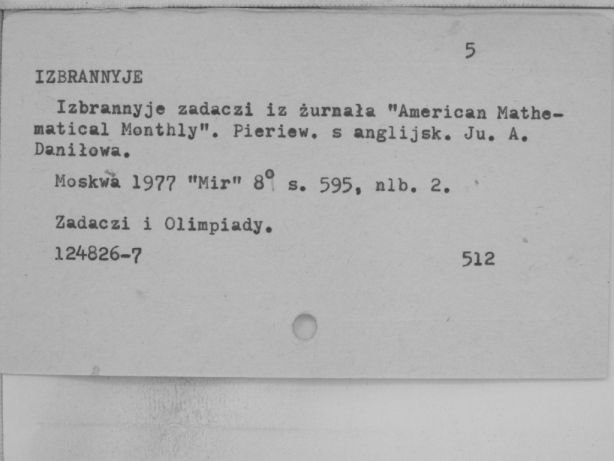 5
IZBRANNYJE
Izbrannyje zadaczi iz żurnała "American Mathe-
matical Monthly". Pieriew. s anglijsk. Ju. A.
Daniłowa.
Moskwa 1977 "Mir" 8° s. 595, nlb. 2.
Zadaczi i Olimpiady.
124826-7 512